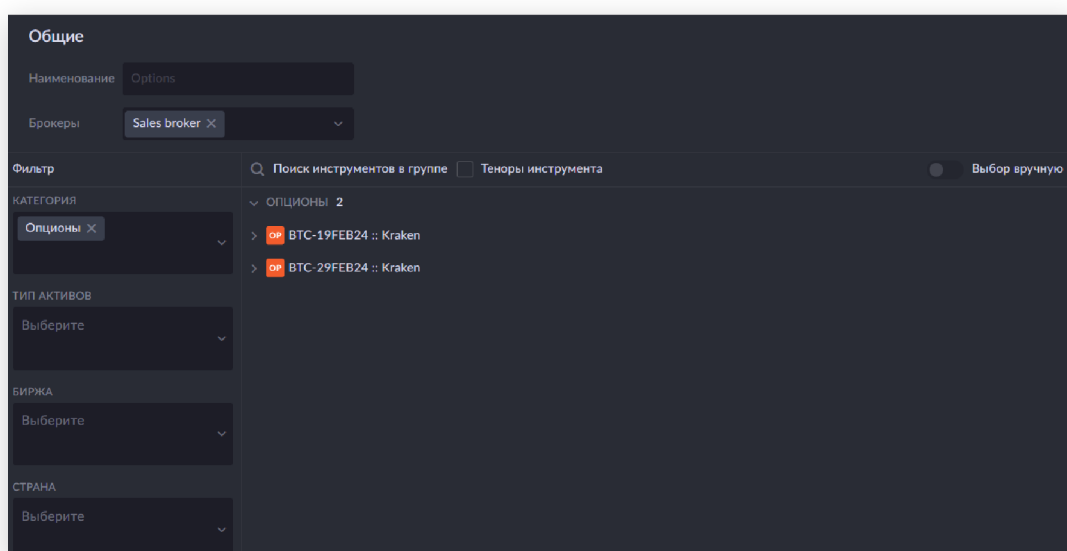 Общие
Наименование Options
Брокеры Sales broker
Фильтр
Поиск инструментов в группе Теноры инструмента Выбор вручную
КАТЕГОРИЯ
Опционы
ОПЦИОНЫ 2
OP BTC-19FEB24 :: Kraken
OP BTC-29FEB24 :: Kraken
ТИП АКТИВОВ
Выберите
БИРЖА
Выберите
СТРАНА
Выберите